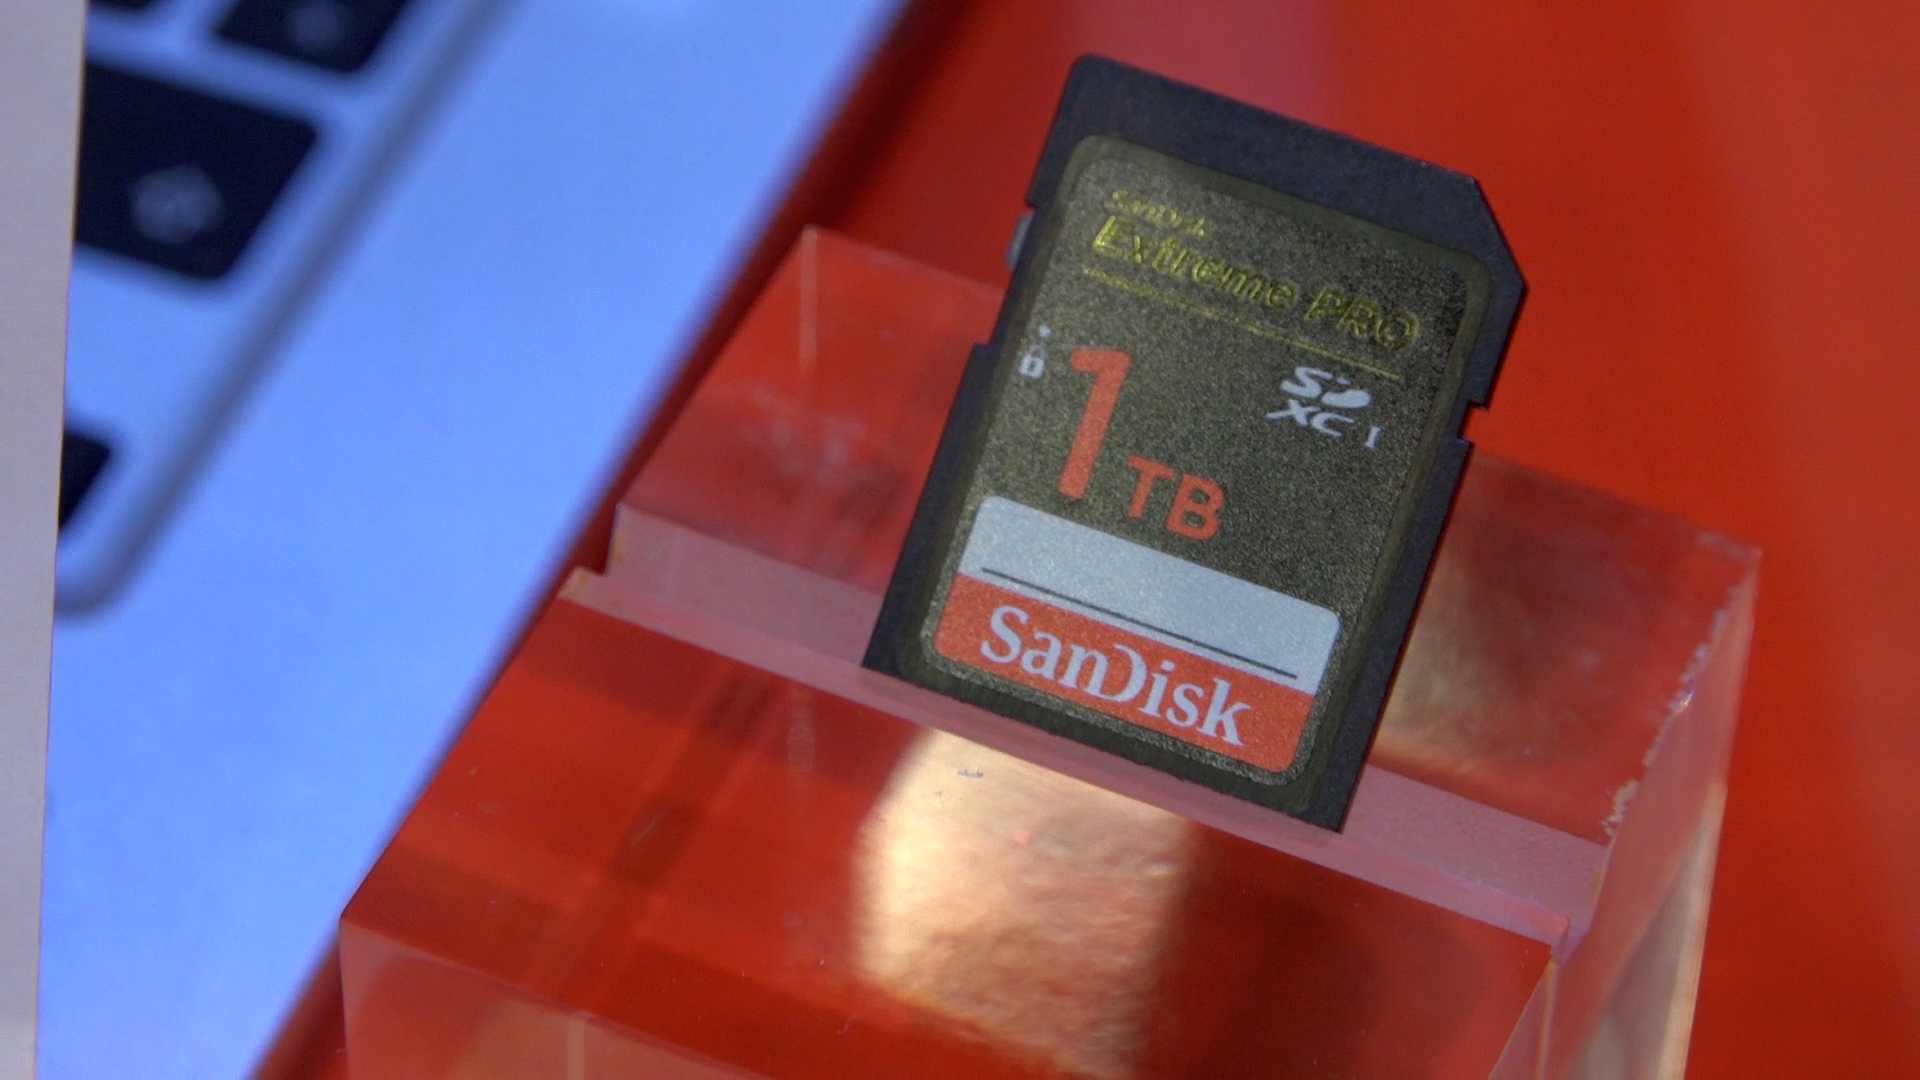 SanDisk
Extreme PRO
1 TB
SD XC I
SanDisk